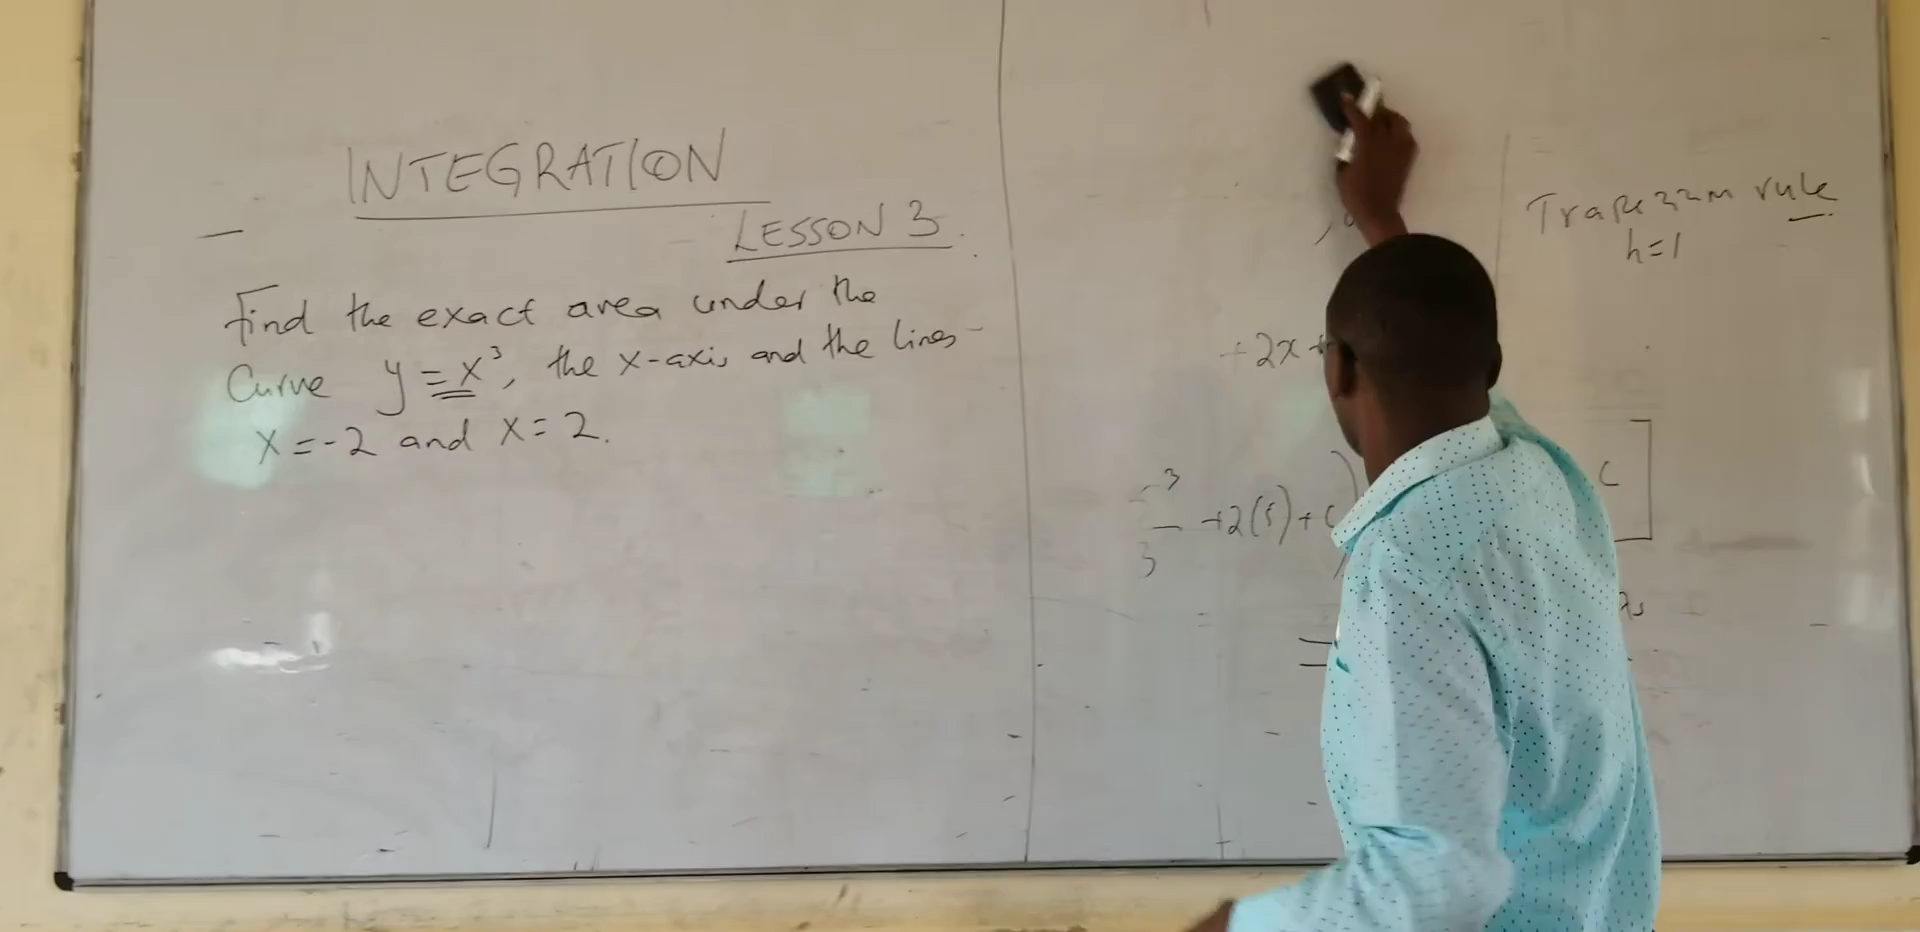 INTEGRATION
LESSON 3.
Find the exact area under the
Curve y = x³, the x-axis and the lines
x = -2 and x = 2.
+ 2x +
3
+2(5) + C
3
=
Trapezium rule
h=1
C